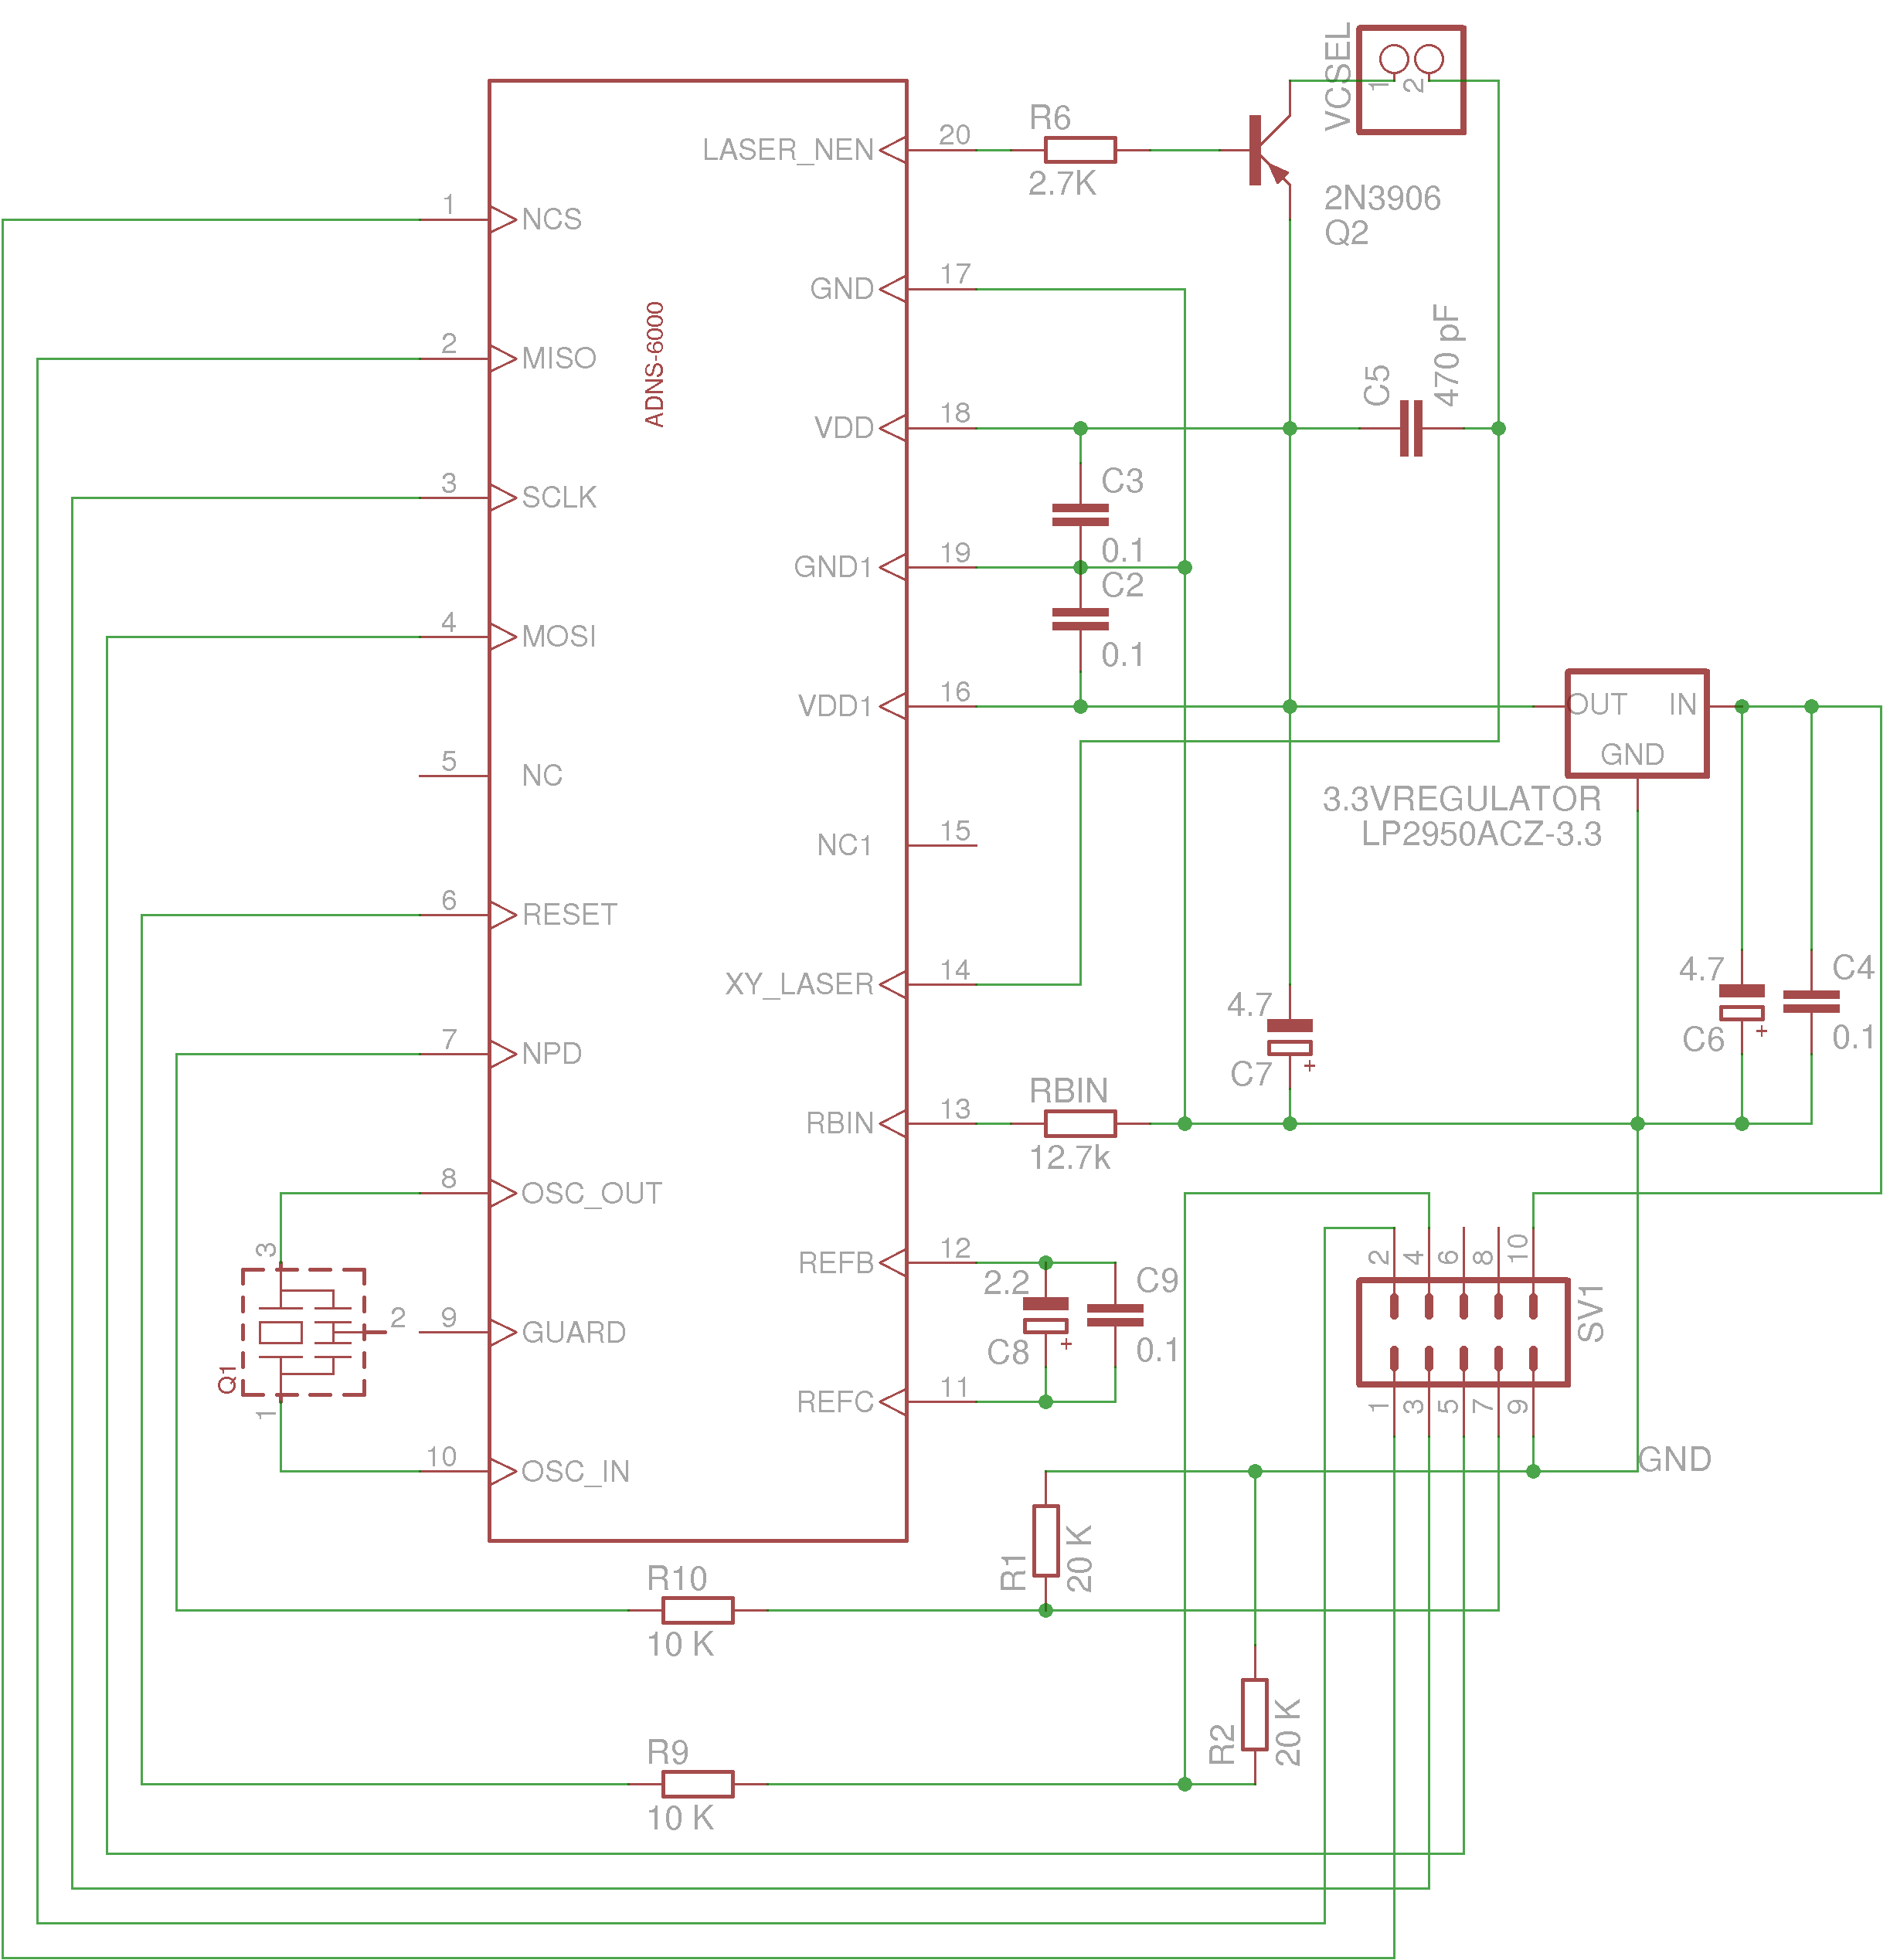 VCSEL
1
2
20
LASER_NEN
R6
2.7K
2N3906
Q2
1
NCS
17
GND
ADNS-6000
2
MISO
18
VDD
C5
470 pF
3
SCLK
C3
0.1
19
GND1
C2
0.1
4
MOSI
16
VDD1
OUT
IN
GND
3.3VREGULATOR
LP2950ACZ-3.3
5
NC
15
NC1
6
RESET
14
XY_LASER
4.7
C7
+
4.7
C6
+
C4
0.1
7
NPD
13
RBIN
RBIN
12.7k
8
OSC_OUT
12
REFB
2.2
C8
+
C9
0.1
3
2
1
Q1
9
GUARD
11
REFC
10
OSC_IN
2
4
6
8
10
SV1
1
3
5
7
9
GND
R1
20 K
R10
10 K
R2
20 K
R9
10 K